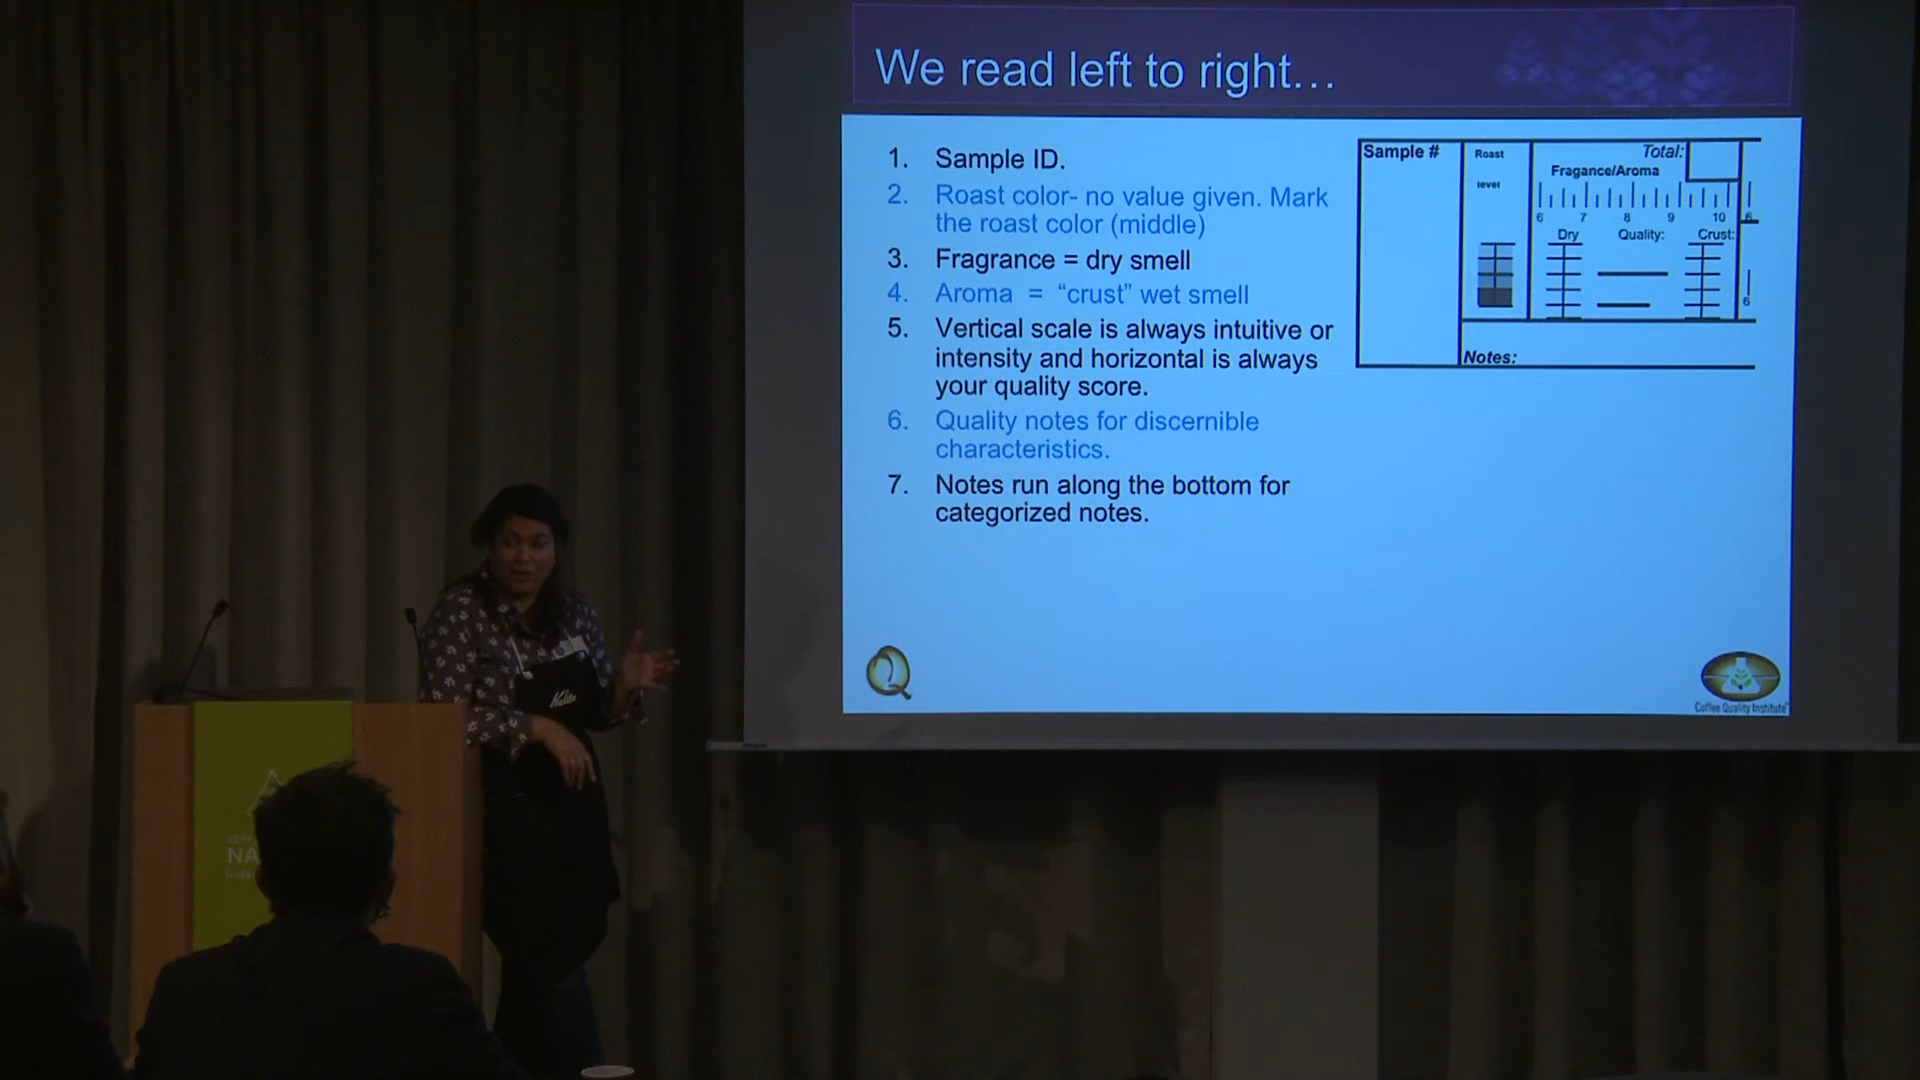 We read left to right...
1. Sample ID.
2. Roast color- no value given. Mark
the roast color (middle)
3. Fragrance = dry smell
4. Aroma = “crust” wet smell
5. Vertical scale is always intuitive or
intensity and horizontal is always
your quality score.
6. Quality notes for discernible
characteristics.
7. Notes run along the bottom for
categorized notes.
Sample #
Roast
level
Total:
Fragance/Aroma
6 7 8 9 10 6
Dry Quality: Crust:
6
Notes:
Q
Coffee Quality Institute
Kalita
NA